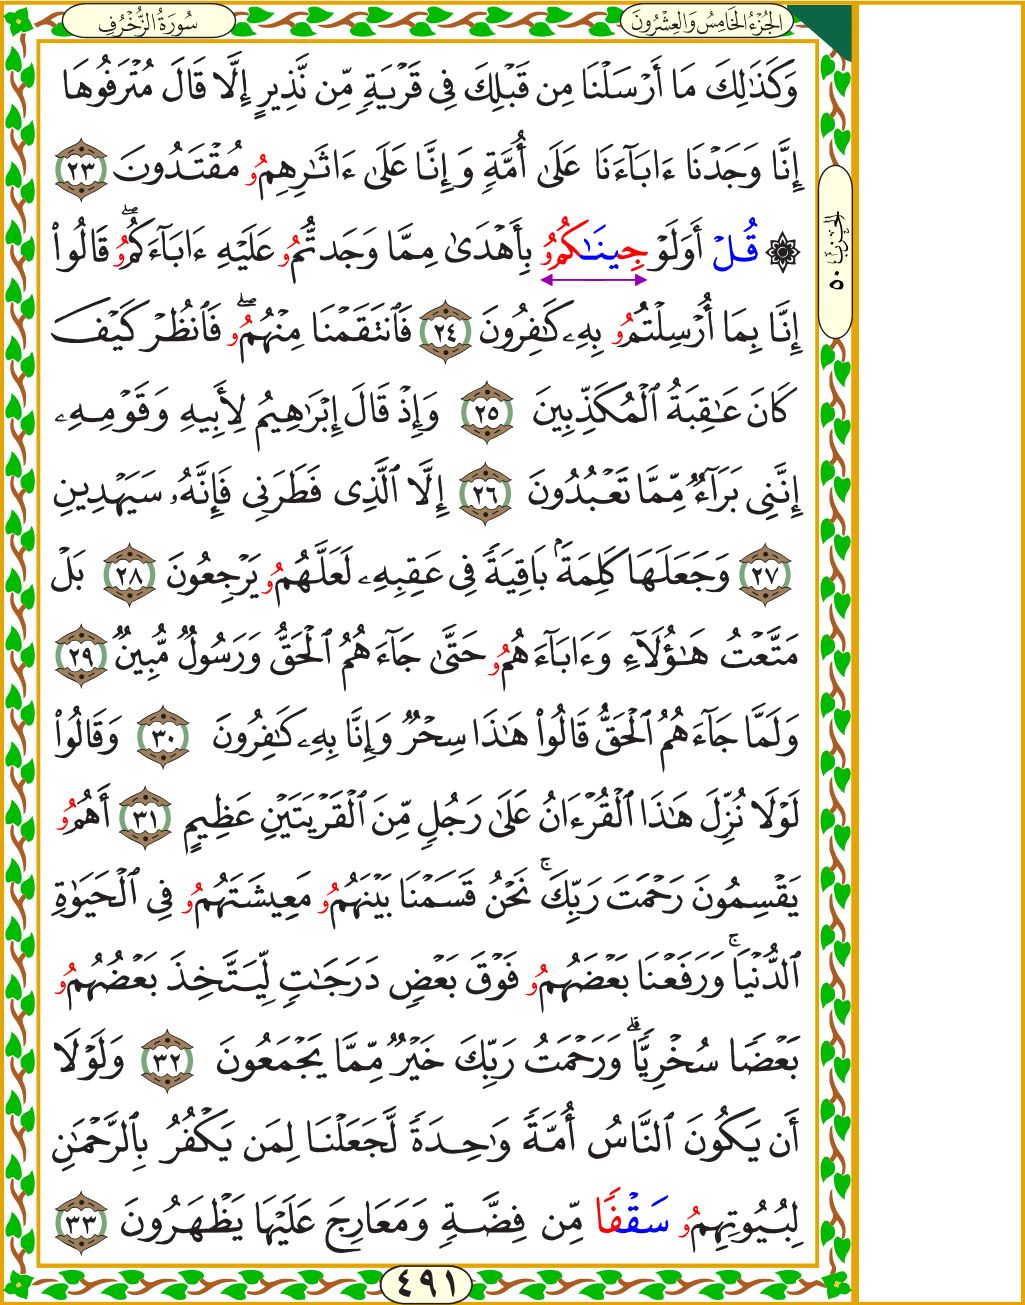 الجُزْءُ الخَامِسُ وَالعِشْرُونَ
سُورَةُ الزُّخْرُفِ
وَكَذَٰلِكَ مَا أَرْسَلْنَا مِن قَبْلِكَ فِى قَرْيَةٍ مِّن نَّذِيرٍ إِلَّا قَالَ مُتْرَفُوهَا
إِنَّا وَجَدْنَا ءَابَآءَنَا عَلَىٰ أُمَّةٍ وَإِنَّا عَلَىٰ ءَاثَٰرِهِمُو مُقْتَدُونَ ٢٣
۞ قُلْ أَوَلَوْ جِينَٰكُمُو بِأَهْدَىٰ مِمَّا وَجَدتُّمُو عَلَيْهِ ءَابَآءَكُمُو ۖ قَالُوا۟
إِنَّا بِمَا أُرْسِلْتُمُو بِهِۦ كَٰفِرُونَ ٢٤ فَٱنتَقَمْنَا مِنْهُمُو ۖ فَٱنظُرْ كَيْفَ
كَانَ عَٰقِبَةُ ٱلْمُكَذِّبِينَ ٢٥ وَإِذْ قَالَ إِبْرَٰهِيمُ لِأَبِيهِ وَقَوْمِهِۦ
إِنَّنِى بَرَآءٌ مِّمَّا تَعْبُدُونَ ٢٦ إِلَّا ٱلَّذِى فَطَرَنِى فَإِنَّهُۥ سَيَهْدِينِ
٢٧ وَجَعَلَهَا كَلِمَةًۢ بَاقِيَةً فِى عَقِبِهِۦ لَعَلَّهُمُو يَرْجِعُونَ ٢٨ بَلْ
مَتَّعْتُ هَٰٓؤُلَآءِ وَءَابَآءَهُمُو حَتَّىٰ جَآءَهُمُ ٱلْحَقُّ وَرَسُولٌ مُّبِينٌ ٢٩
وَلَمَّا جَآءَهُمُ ٱلْحَقُّ قَالُوا۟ هَٰذَا سِحْرٌ وَإِنَّا بِهِۦ كَٰفِرُونَ ٣٠ وَقَالُوا۟
لَوْلَا نُزِّلَ هَٰذَا ٱلْقُرْءَانُ عَلَىٰ رَجُلٍ مِّنَ ٱلْقَرْيَتَيْنِ عَظِيمٍ ٣١ أَهُمُو
يَقْسِمُونَ رَحْمَتَ رَبِّكَ ۚ نَحْنُ قَسَمْنَا بَيْنَهُمُو مَعِيشَتَهُمُو فِى ٱلْحَيَوٰةِ
ٱلدُّنْيَا ۚ وَرَفَعْنَا بَعْضَهُمُو فَوْقَ بَعْضٍ دَرَجَٰتٍ لِّيَتَّخِذَ بَعْضُهُمُو
بَعْضًا سُخْرِيًّا ۗ وَرَحْمَتُ رَبِّكَ خَيْرٌ مِّمَّا يَجْمَعُونَ ٣٢ وَلَوْلَا
أَن يَكُونَ ٱلنَّاسُ أُمَّةً وَٰحِدَةً لَّجَعَلْنَا لِمَن يَكْفُرُ بِٱلرَّحْمَٰنِ
لِبُيُوتِهِمُو سَقْفًا مِّن فِضَّةٍ وَمَعَارِجَ عَلَيْهَا يَظْهَرُونَ ٣٣
الحزب ٥٠
٤٩١